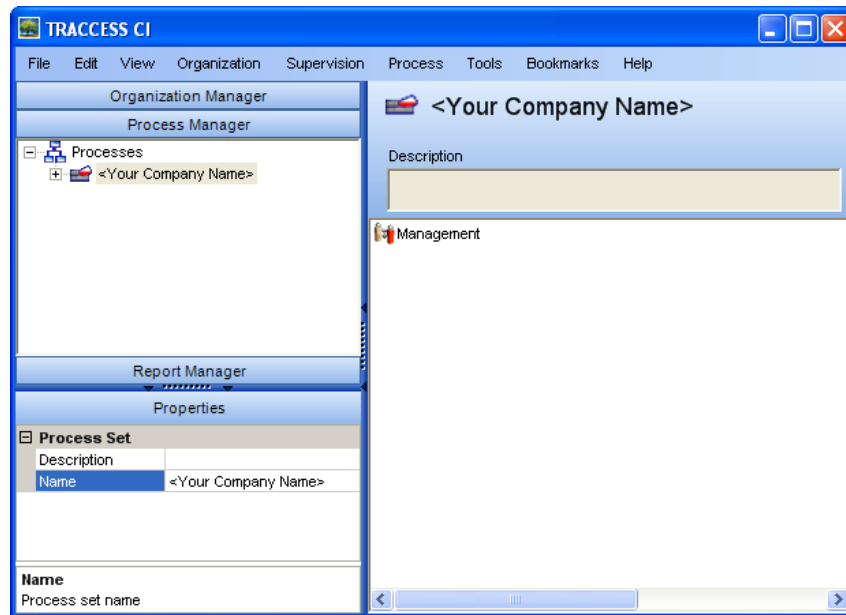 TRACCESS CI
File Edit View Organization Supervision Process Tools Bookmarks Help
Organization Manager
Process Manager
Processes
<Your Company Name>
Report Manager
Properties
Process Set
Description
Name <Your Company Name>
Name
Process set name
<Your Company Name>
Description
Management